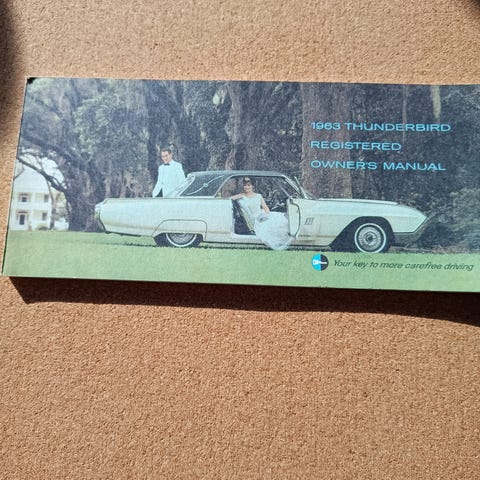 1963 THUNDERBIRD
REGISTERED
OWNER'S MANUAL
Your key to more carefree driving